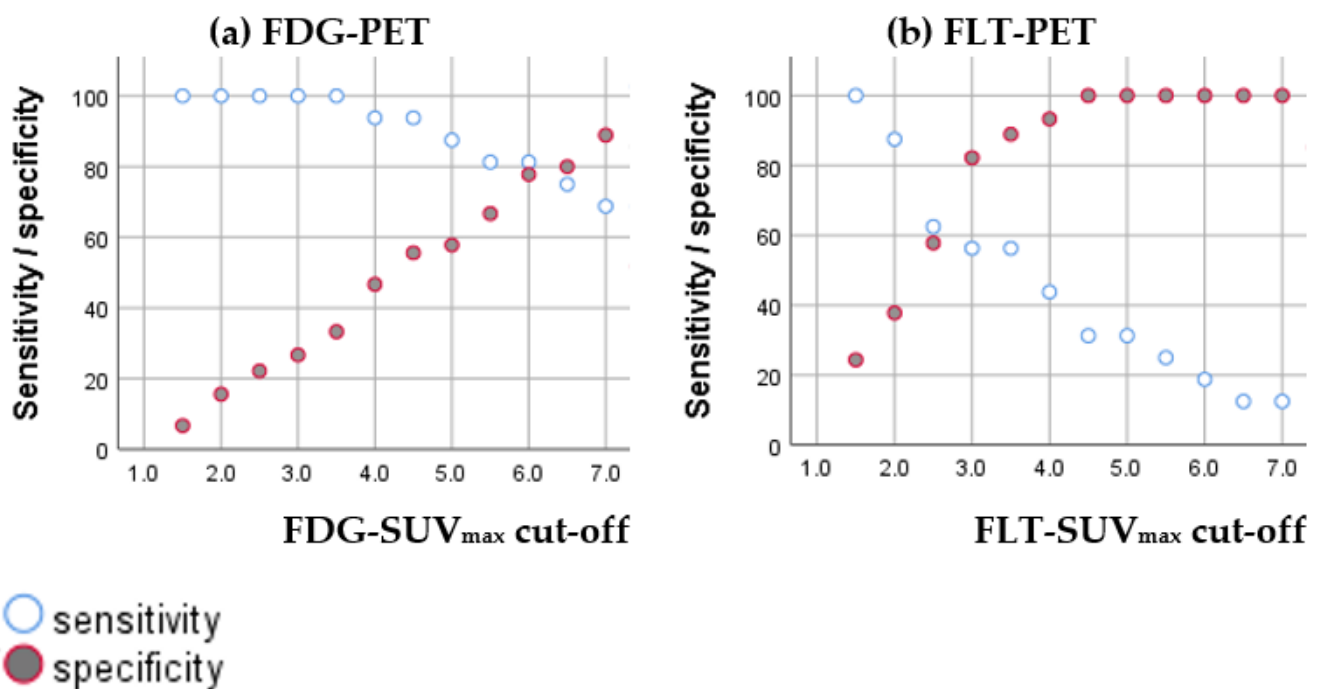 (a) FDG-PET
Sensitivity / specificity
100
80
60
40
20
0
1.0 2.0 3.0 4.0 5.0 6.0 7.0
FDG-SUVmax cut-off
(b) FLT-PET
Sensitivity / specificity
100
80
60
40
20
0
1.0 2.0 3.0 4.0 5.0 6.0 7.0
FLT-SUVmax cut-off
sensitivity
specificity